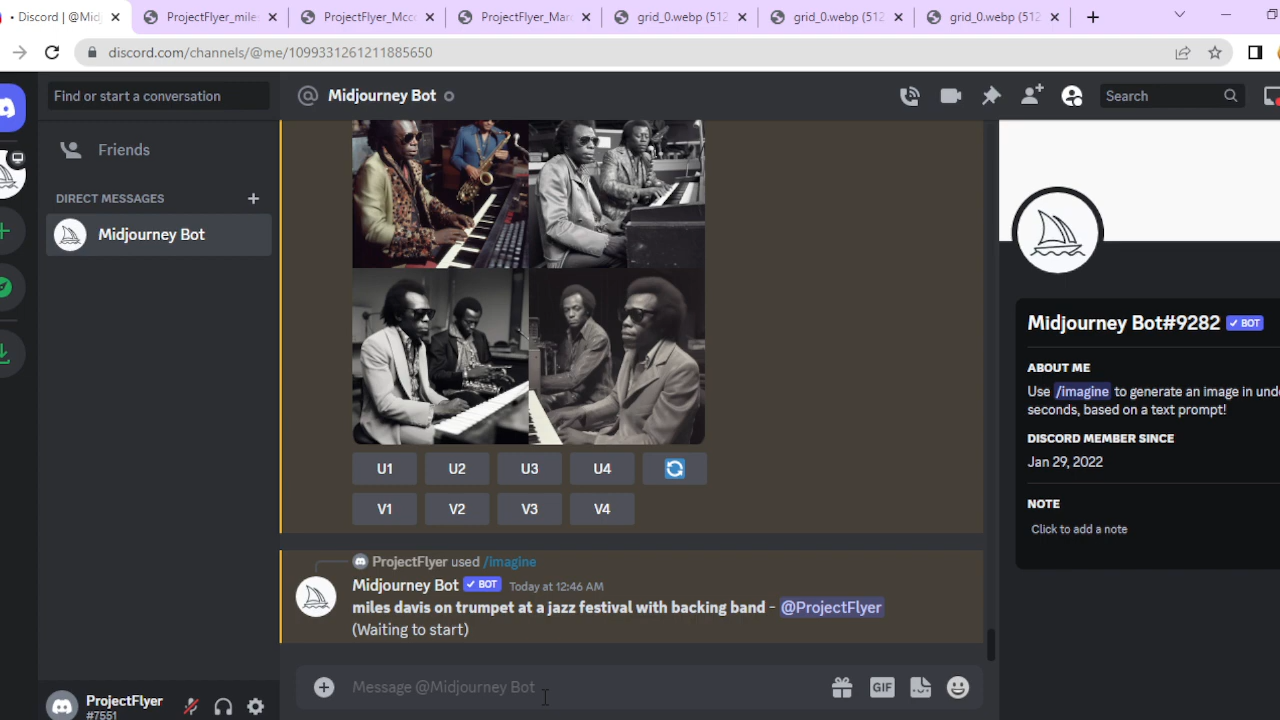 • Discord | @Mid
ProjectFlyer_miles
ProjectFlyer_Mcc
ProjectFlyer_Mar
grid_0.webp (512
grid_0.webp (512
grid_0.webp (512
discord.com/channels/@me/1099331261211885650
Find or start a conversation
Midjourney Bot
Search
Friends
DIRECT MESSAGES
Midjourney Bot
U1 U2 U3 U4
V1 V2 V3 V4
ProjectFlyer used /imagine
Midjourney Bot ✓ BOT Today at 12:46 AM
miles davis on trumpet at a jazz festival with backing band - @ProjectFlyer
(Waiting to start)
Message @Midjourney Bot
GIF
ProjectFlyer
#7551
Midjourney Bot#9282 ✓ BOT
ABOUT ME
Use /imagine to generate an image in und
seconds, based on a text prompt!
DISCORD MEMBER SINCE
Jan 29, 2022
NOTE
Click to add a note